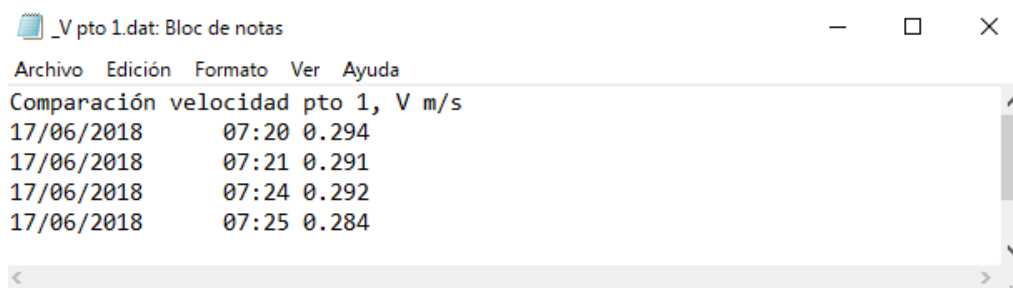 _V pto 1.dat: Bloc de notas
Archivo Edición Formato Ver Ayuda
Comparación velocidad pto 1, V m/s
17/06/2018 07:20 0.294
17/06/2018 07:21 0.291
17/06/2018 07:24 0.292
17/06/2018 07:25 0.284